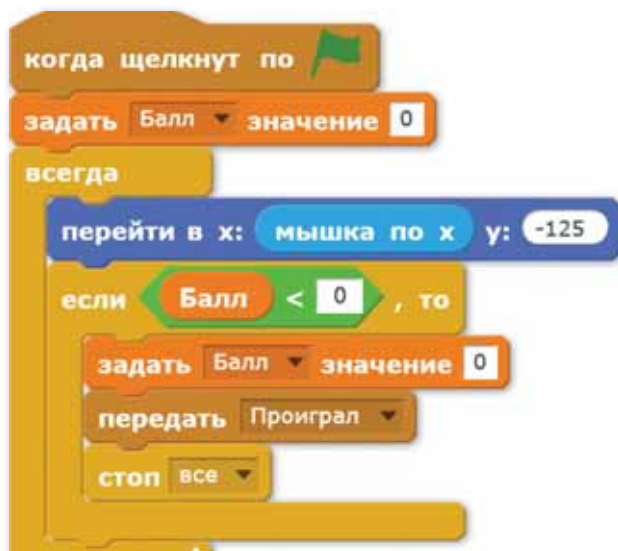 когда щелкнут по
задать Балл значение 0
всегда
перейти в x: мышка по x y: -125
если Балл < 0 , то
задать Балл значение 0
передать Проиграл
стоп все